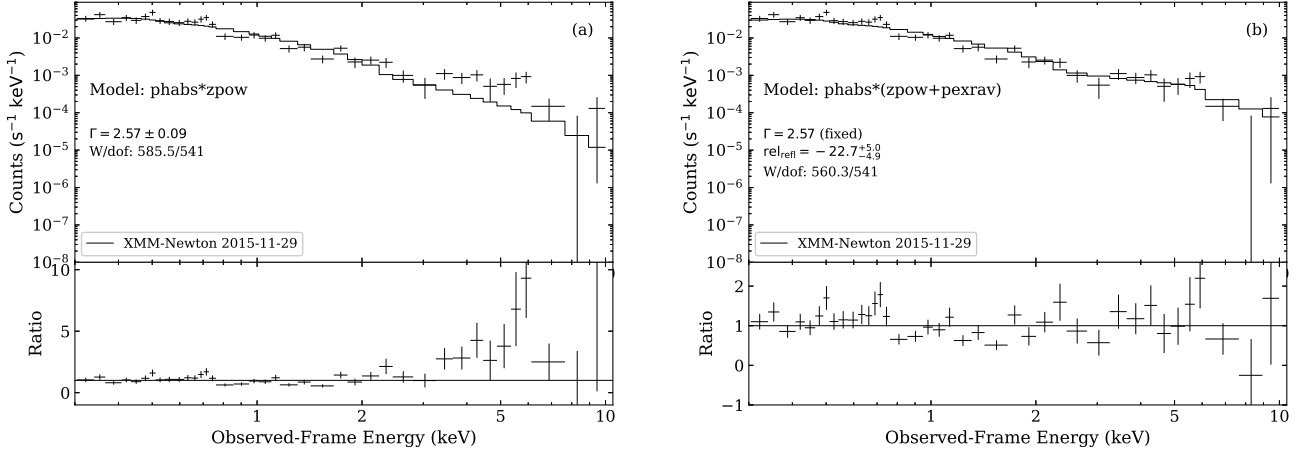 (a)
10⁻²
10⁻³
10⁻⁴
10⁻⁵
10⁻⁶
10⁻⁷
10⁻⁸
Counts (s⁻¹ keV⁻¹)
Model: phabs*zpow
Γ = 2.57 ± 0.09
W/dof: 585.5/541
XMM-Newton 2015-11-29
10
5
0
Ratio
1 2 5 10
Observed-Frame Energy (keV)
(b)
10⁻²
10⁻³
10⁻⁴
10⁻⁵
10⁻⁶
10⁻⁷
10⁻⁸
Counts (s⁻¹ keV⁻¹)
Model: phabs*(zpow+pexrav)
Γ = 2.57 (fixed)
rel_refl = −22.7^{+5.0}_{−4.9}
W/dof: 560.3/541
XMM-Newton 2015-11-29
2
1
0
−1
Ratio
1 2 5 10
Observed-Frame Energy (keV)